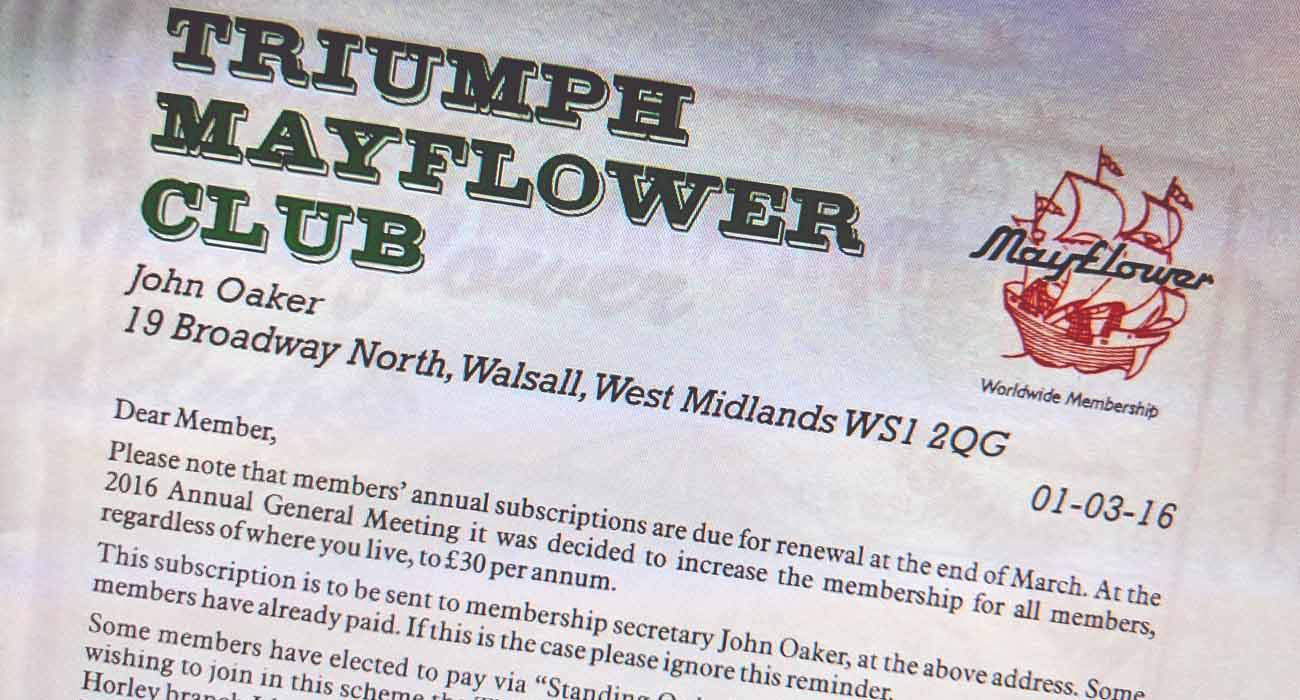 TRIUMPH
MAYFLOWER
CLUB
Mayflower
Worldwide Membership
John Oaker
19 Broadway North, Walsall, West Midlands WS1 2QG
01-03-16
Dear Member,
Please note that members’ annual subscriptions are due for renewal at the end of March. At the
2016 Annual General Meeting it was decided to increase the membership for all members,
regardless of where you live, to £30 per annum.
This subscription is to be sent to membership secretary John Oaker, at the above address. Some
members have already paid. If this is the case please ignore this reminder.
Some members have elected to pay via “Standing
wishing to join in this scheme
Horley branch